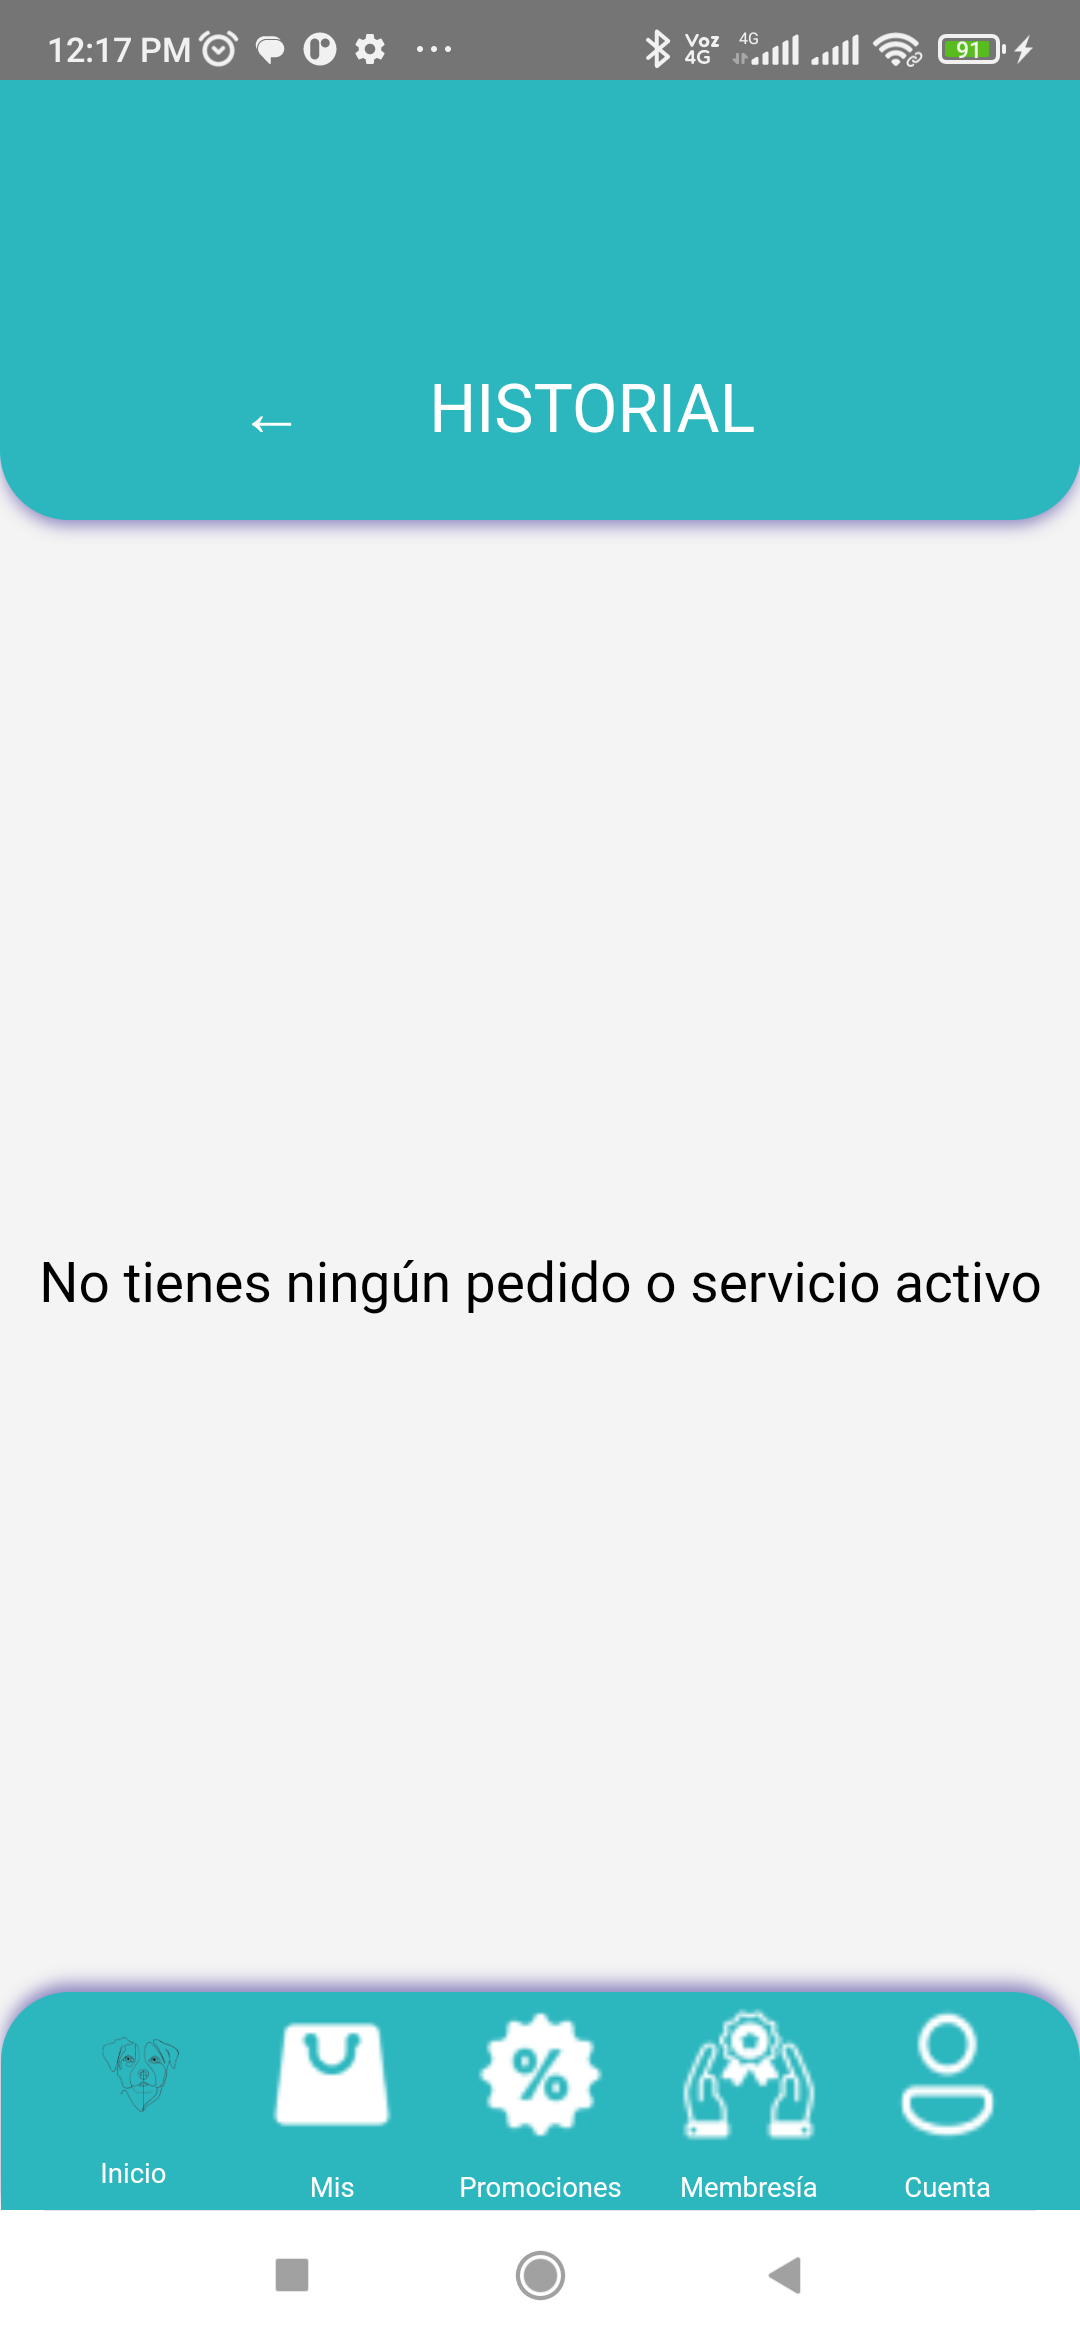 12:17 PM
Voz 4G 4G 91
← HISTORIAL
No tienes ningún pedido o servicio activo
Inicio Mis Promociones Membresía Cuenta